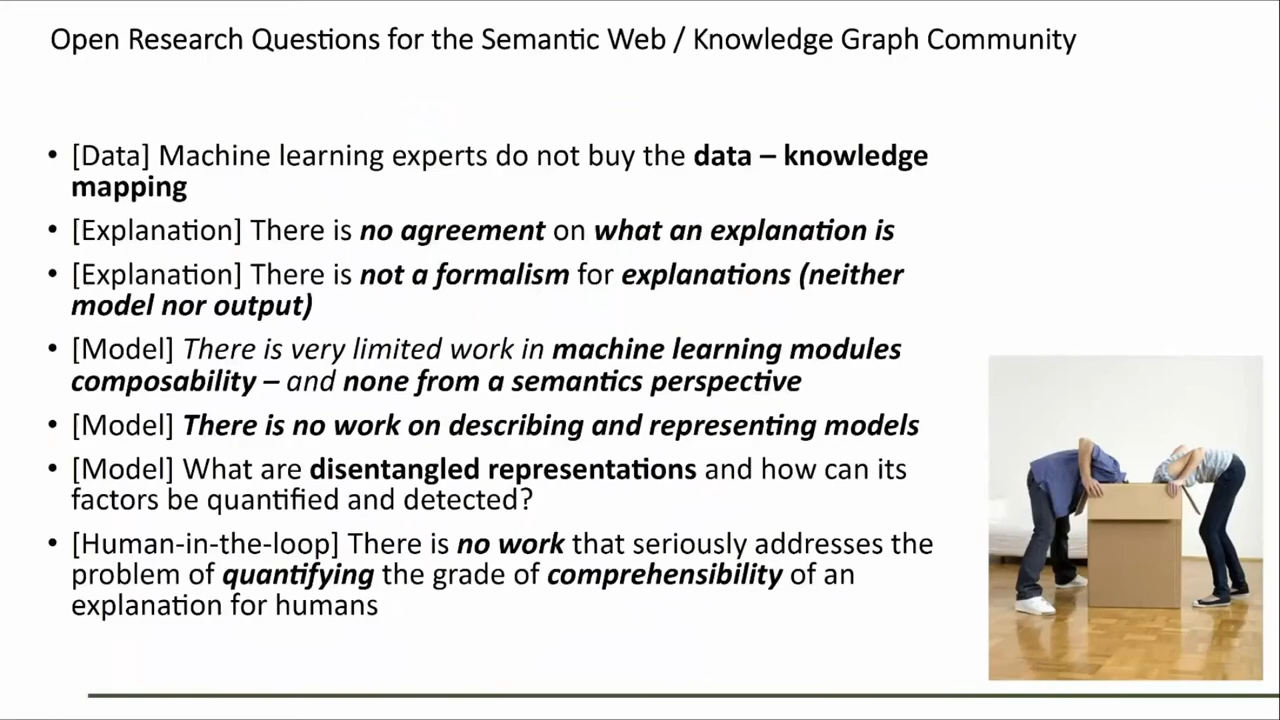 Open Research Questions for the Semantic Web / Knowledge Graph Community
• [Data] Machine learning experts do not buy the data – knowledge
mapping
• [Explanation] There is no agreement on what an explanation is
• [Explanation] There is not a formalism for explanations (neither
model nor output)
• [Model] There is very limited work in machine learning modules
composability – and none from a semantics perspective
• [Model] There is no work on describing and representing models
• [Model] What are disentangled representations and how can its
factors be quantified and detected?
• [Human-in-the-loop] There is no work that seriously addresses the
problem of quantifying the grade of comprehensibility of an
explanation for humans